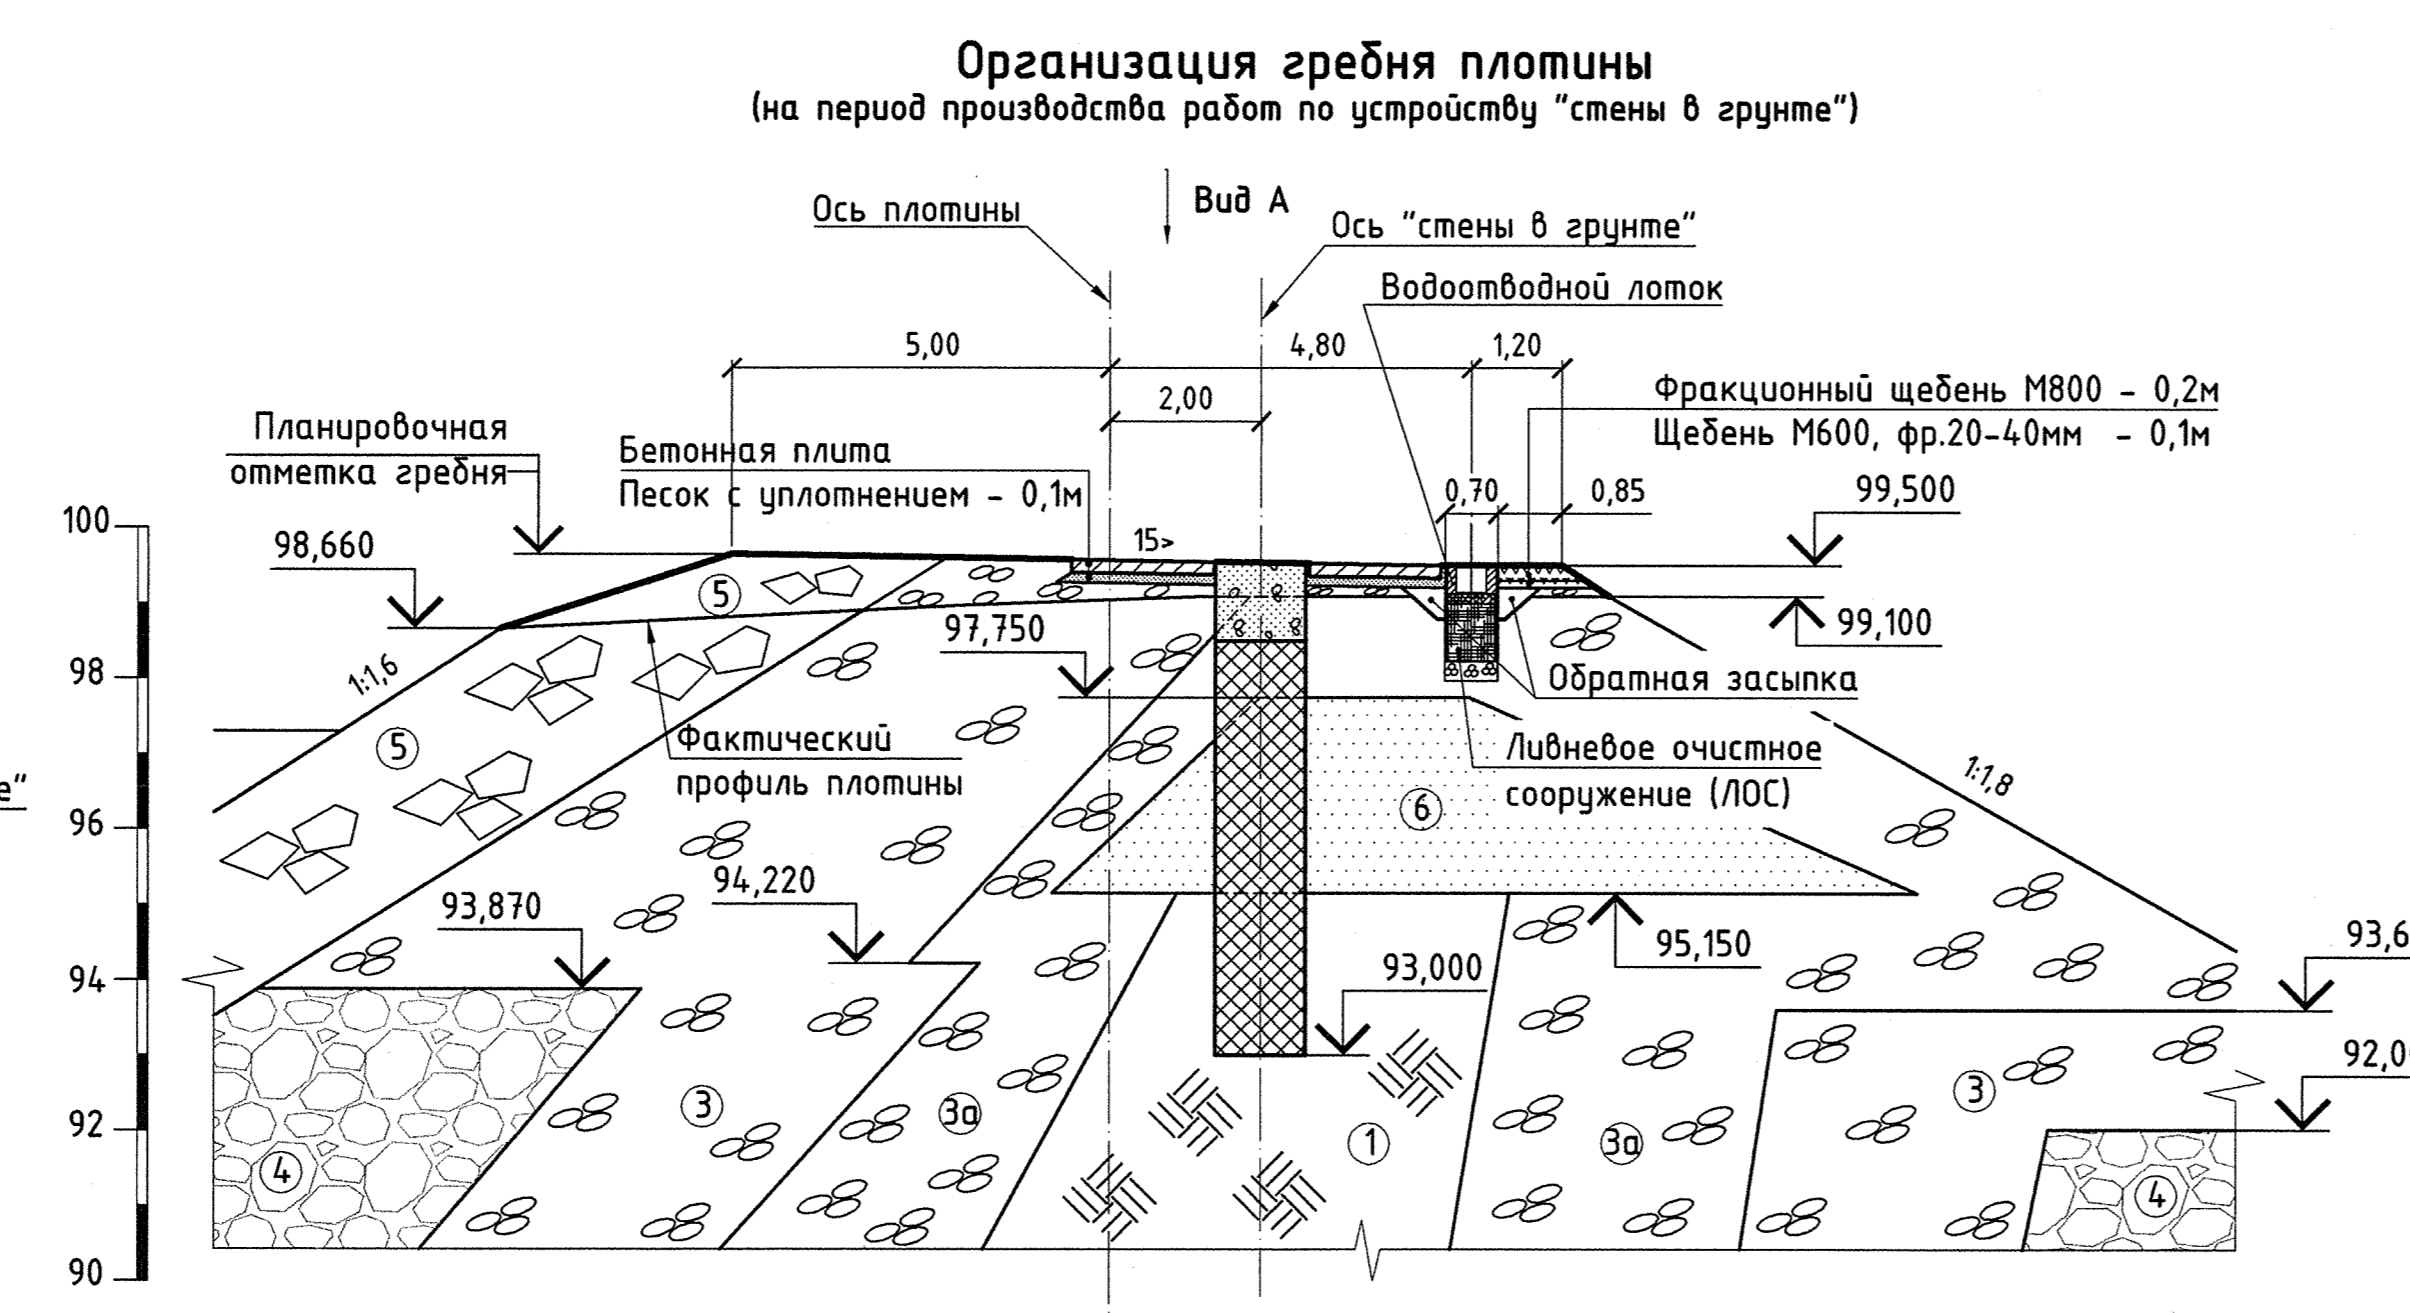 Организация гребня плотины
(на период производства работ по устройству "стены в грунте")
Вид А
Ось плотины
Ось "стены в грунте"
Водоотводной лоток
5,00
4,80
1,20
2,00
Фракционный щебень М800 - 0,2м
Щебень М600, фр.20-40мм - 0,1м
Планировочная
отметка гребня
Бетонная плита
Песок с уплотнением - 0,1м
0,70
0,85
99,500
100
98,660
15>
5
97,750
99,100
98
1:1,6
Обратная засыпка
5
Фактический
профиль плотины
Ливневое очистное
сооружение (ЛОС)
1:1,8
е"
96
6
94,220
93,870
95,150
93,6
93,000
94
92,0
3
3а
3
92
1
3а
4
4
90